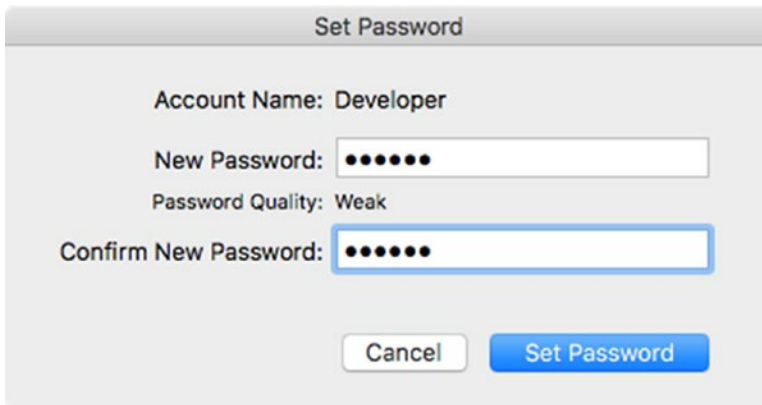 Set Password
Account Name: Developer
New Password: ••••••
Password Quality: Weak
Confirm New Password: ••••••
Cancel Set Password